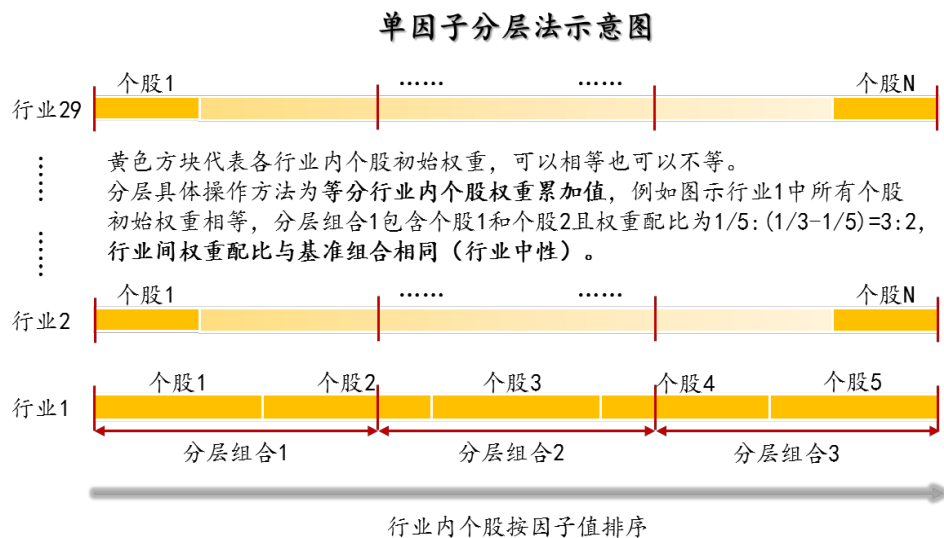 单因子分层法示意图
个股1 …… …… 个股N
行业29
……
黄色方块代表各行业内个股初始权重，可以相等也可以不等。
分层具体操作方法为等分行业内个股权重累加值，例如图示行业1中所有个股
初始权重相等，分层组合1包含个股1和个股2且权重配比为1/5:(1/3-1/5)=3:2，
行业间权重配比与基准组合相同（行业中性）。
……
个股1 …… …… 个股N
行业2
个股1 个股2 个股3 个股4 个股5
行业1
分层组合1 分层组合2 分层组合3
行业内个股按因子值排序